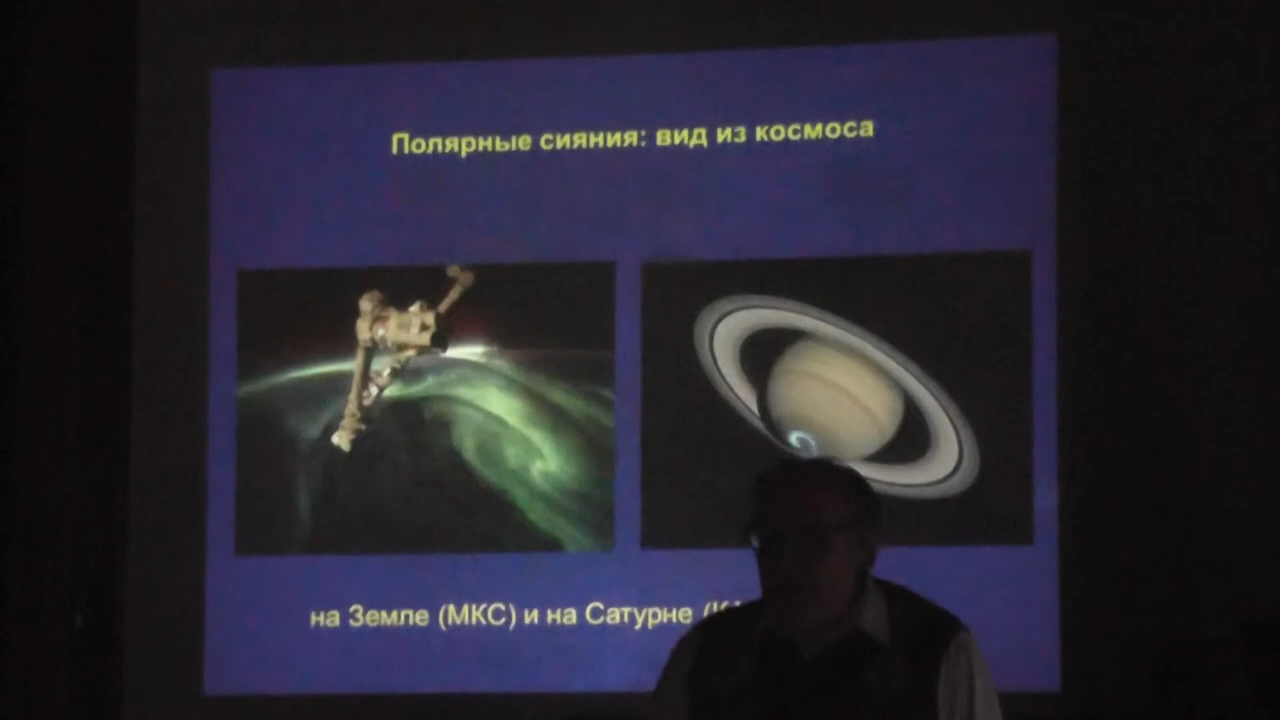 Полярные сияния: вид из космоса
на Земле (МКС) и на Сатурне